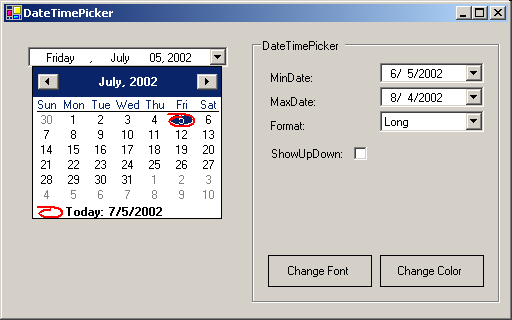 DateTimePicker
Friday , July 05, 2002
July, 2002
Sun Mon Tue Wed Thu Fri Sat
30 1 2 3 4 5 6
7 8 9 10 11 12 13
14 15 16 17 18 19 20
21 22 23 24 25 26 27
28 29 30 31 1 2 3
4 5 6 7 8 9 10
Today: 7/5/2002
DateTimePicker
MinDate: 6/ 5/2002
MaxDate: 8/ 4/2002
Format: Long
ShowUpDown:
Change Font Change Color